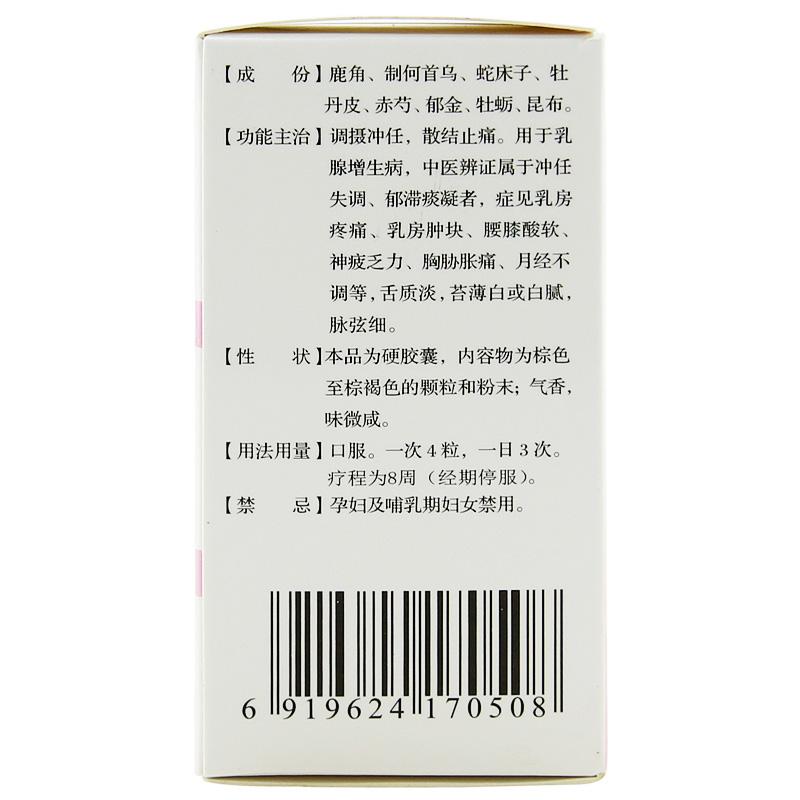 【成　　份】鹿角、制何首乌、蛇床子、牡
丹皮、赤芍、郁金、牡蛎、昆布。
【功能主治】调摄冲任，散结止痛。用于乳
腺增生病，中医辨证属于冲任
失调、郁滞痰凝者，症见乳房
疼痛、乳房肿块、腰膝酸软、
神疲乏力、胸胁胀痛、月经不
调等，舌质淡，苔薄白或白腻，
脉弦细。
【性　　状】本品为硬胶囊，内容物为棕色
至棕褐色的颗粒和粉末；气香，
味微咸。
【用法用量】口服。一次4粒，一日3次。
疗程为8周（经期停服）。
【禁　　忌】孕妇及哺乳期妇女禁用。
6 919624 170508